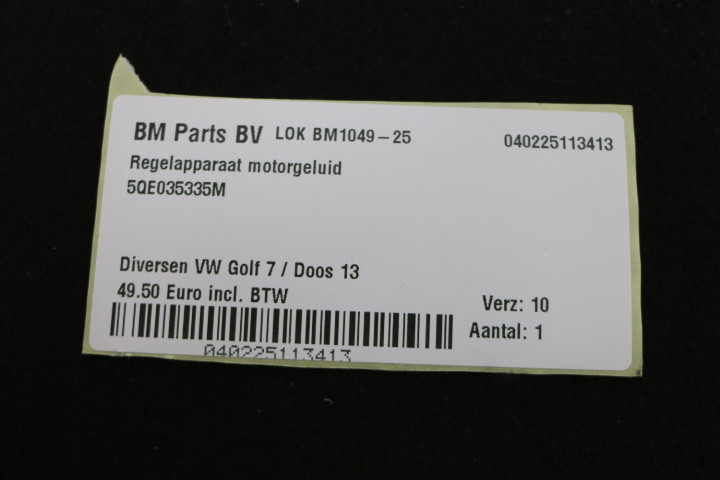 BM Parts BV LOK BM1049-25 040225113413
Regelapparaat motorgeluid
5QE035335M
Diversen VW Golf 7 / Doos 13
49.50 Euro incl. BTW
Verz: 10
Aantal: 1
040225113413